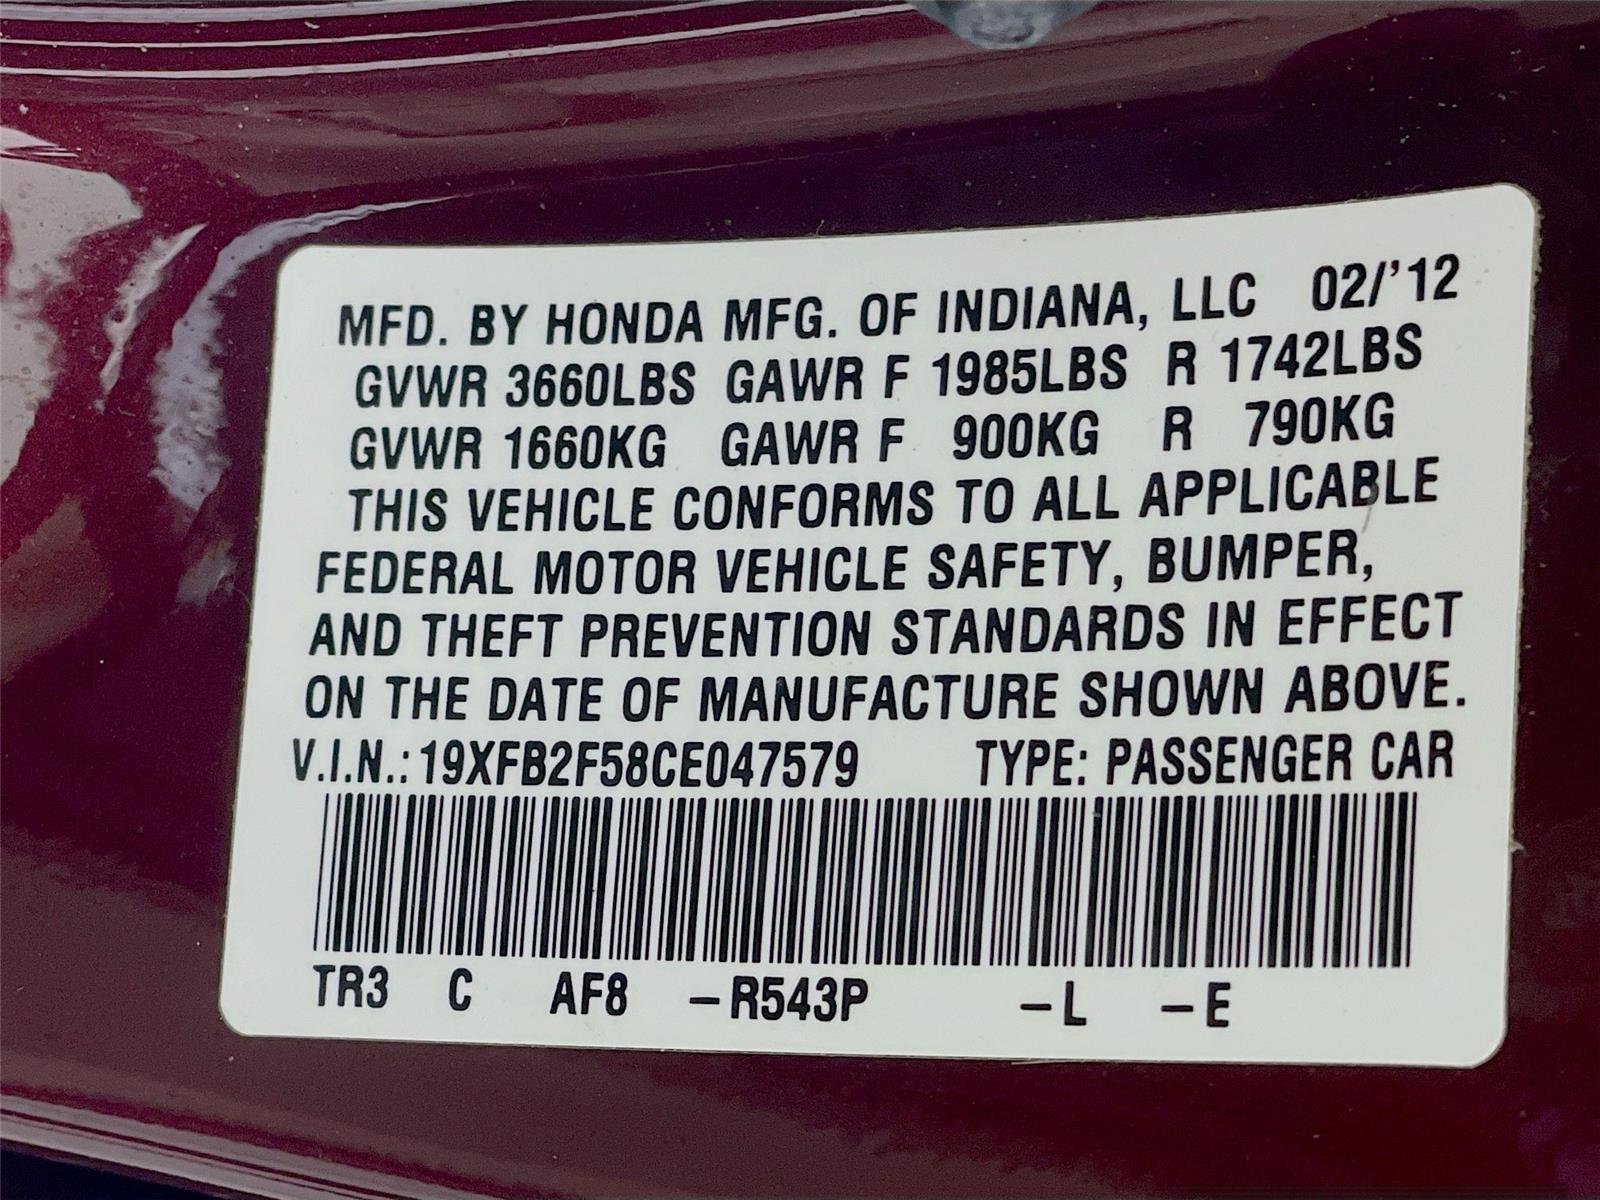 MFD. BY HONDA MFG. OF INDIANA, LLC 02/'12
GVWR 3660LBS GAWR F 1985LBS R 1742LBS
GVWR 1660KG GAWR F 900KG R 790KG
THIS VEHICLE CONFORMS TO ALL APPLICABLE
FEDERAL MOTOR VEHICLE SAFETY, BUMPER,
AND THEFT PREVENTION STANDARDS IN EFFECT
ON THE DATE OF MANUFACTURE SHOWN ABOVE.
V.I.N.: 19XFB2F58CE047579 TYPE: PASSENGER CAR
TR3 C AF8 –R543P –L –E